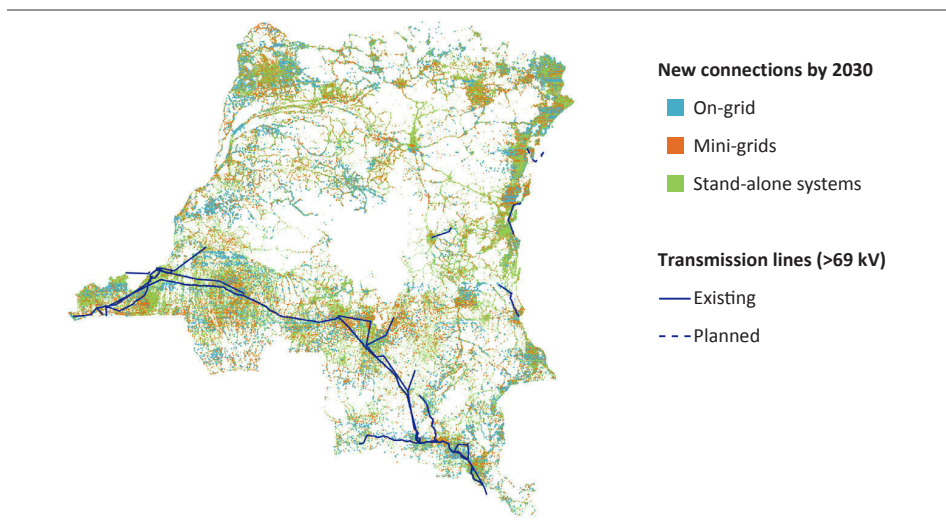 New connections by 2030
On-grid
Mini-grids
Stand-alone systems
Transmission lines (>69 kV)
Existing
Planned